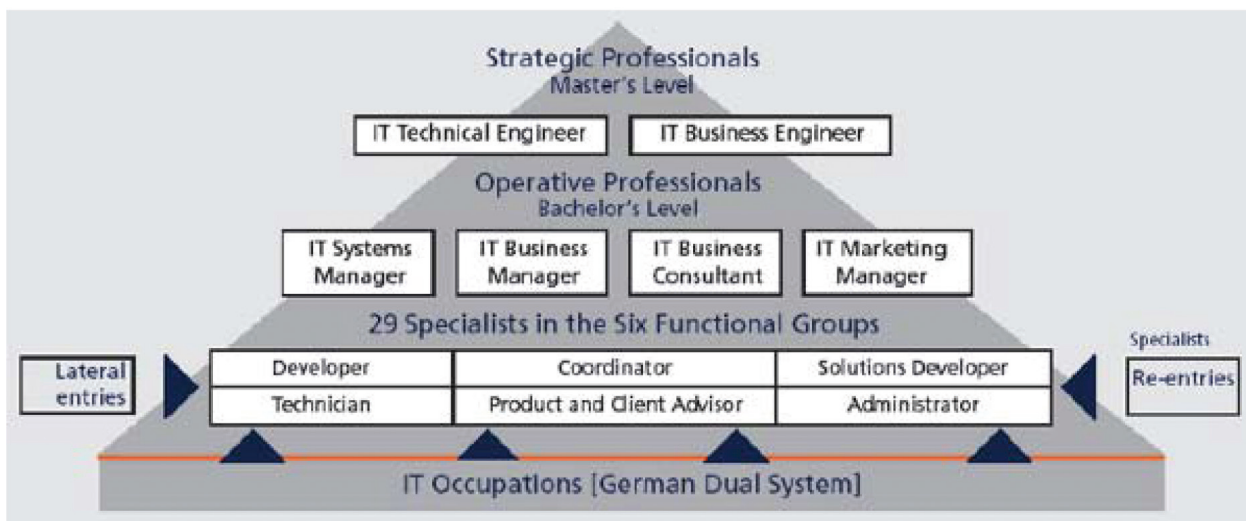 Strategic Professionals
Master's Level
IT Technical Engineer
IT Business Engineer
Operative Professionals
Bachelor's Level
IT Systems
Manager
IT Business
Manager
IT Business
Consultant
IT Marketing
Manager
29 Specialists in the Six Functional Groups
Lateral
entries
Developer
Coordinator
Solutions Developer
Technician
Product and Client Advisor
Administrator
Specialists
Re-entries
IT Occupations [German Dual System]